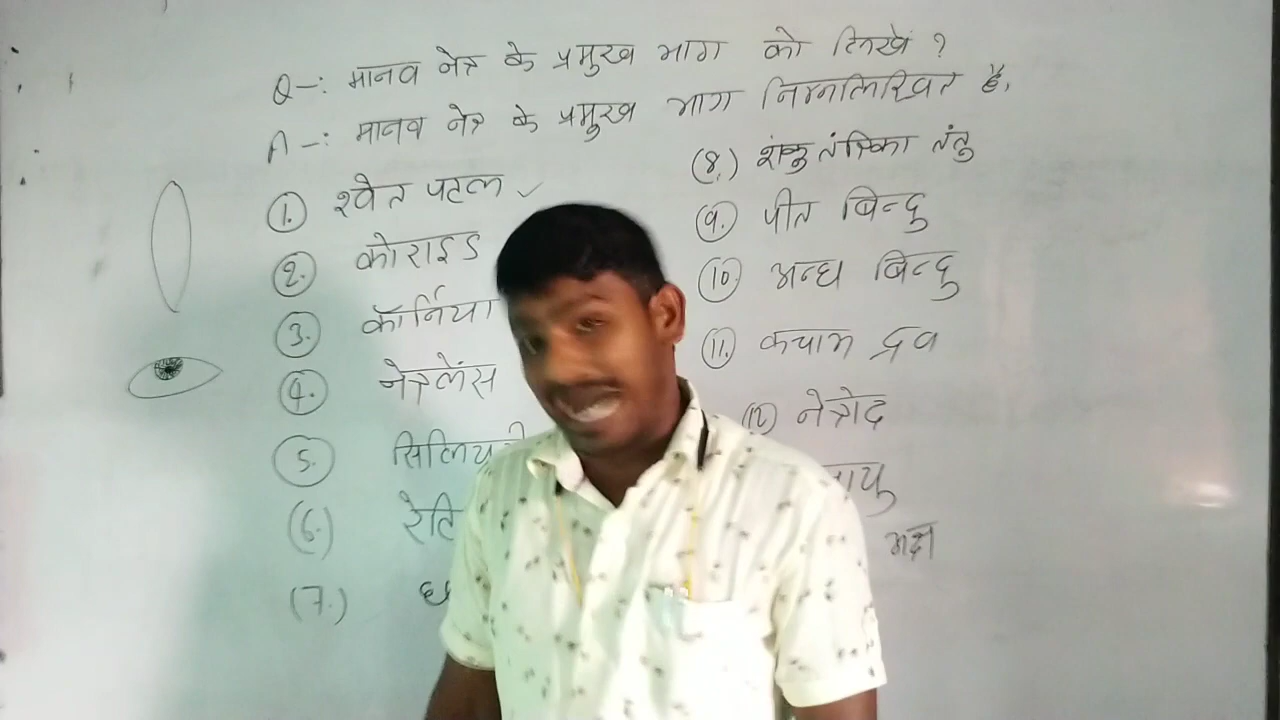 Q-: मानव नेत्र के प्रमुख भाग को लिखें ?
A-: मानव नेत्र के प्रमुख भाग निम्नलिखित है,
1. श्वेत पटल ✓
2. कोराइड
3. कॉर्निया
4. नेत्रलेंस
5.
(6.)
(7.)
(8.) शंकु तंत्रिका तंतु
9. पीत बिन्दु
10. अन्ध बिन्दु
11. कचाभ द्रव
12 नेत्रोद